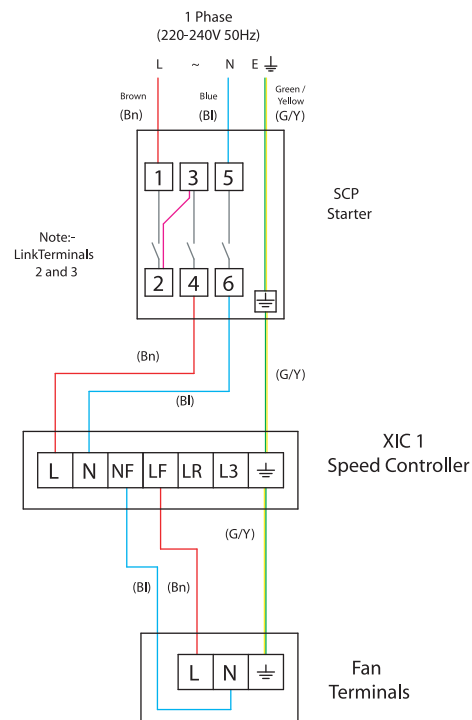 1 Phase
(220-240V 50Hz)
L ~ N E
Brown
(Bn)
Blue
(Bl)
Green /
Yellow
(G/Y)
1 3 5
SCP
Starter
Note:-
LinkTerminals
2 and 3
2 4 6
(Bn)
(G/Y)
(Bl)
XIC 1
Speed Controller
L N NF LF LR L3
(G/Y)
(Bl) (Bn)
L N
Fan
Terminals